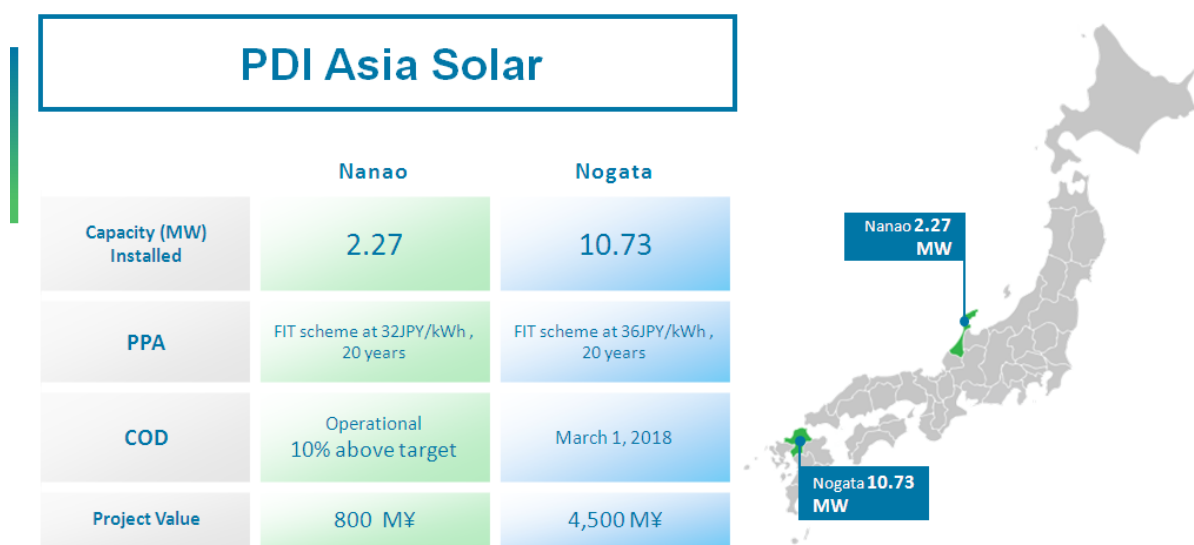 PDI Asia Solar
Nanao Nogata
Capacity (MW)
Installed
2.27
10.73
PPA
FIT scheme at 32JPY/kWh ,
20 years
FIT scheme at 36JPY/kWh ,
20 years
COD
Operational
10% above target
March 1, 2018
Project Value
800 M¥
4,500 M¥
Nanao 2.27
MW
Nogata 10.73
MW